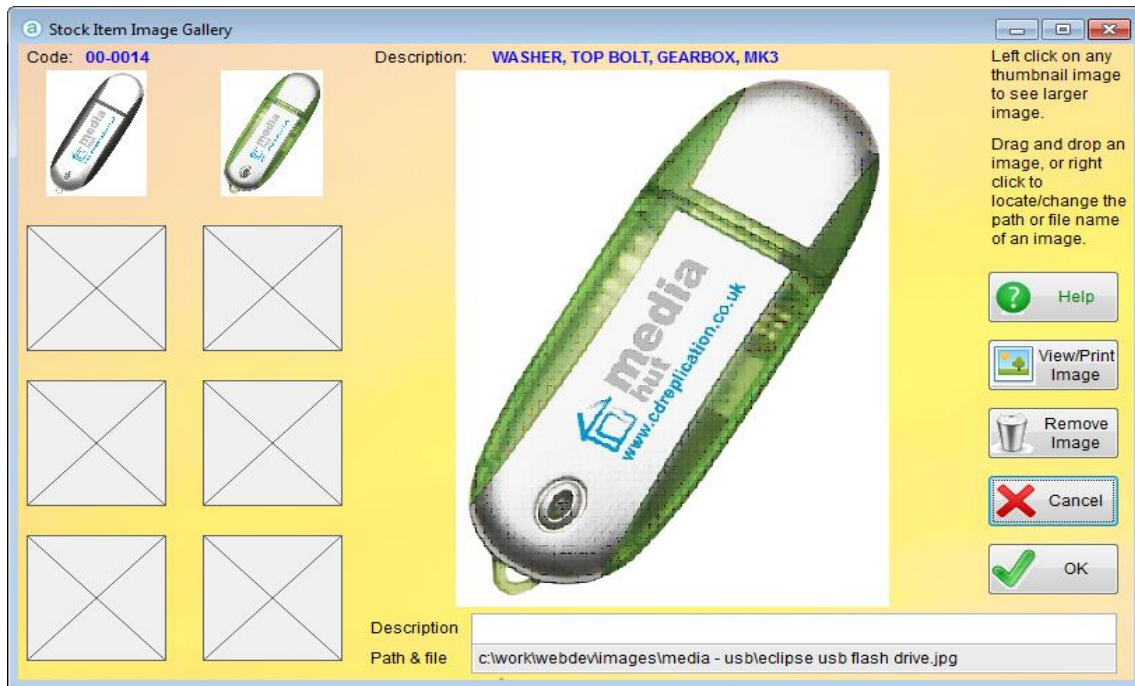 Stock Item Image Gallery
Code: 00-0014
Description: WASHER, TOP BOLT, GEARBOX, MK3
Left click on any
thumbnail image
to see larger
image.
Drag and drop an
image, or right
click to
locate/change the
path or file name
of an image.
media
hut
www.cdreplication.co.uk
Help
View/Print
Image
Remove
Image
Cancel
OK
Description
Path & file c:\work\webdev\images\media - usb\eclipse usb flash drive.jpg